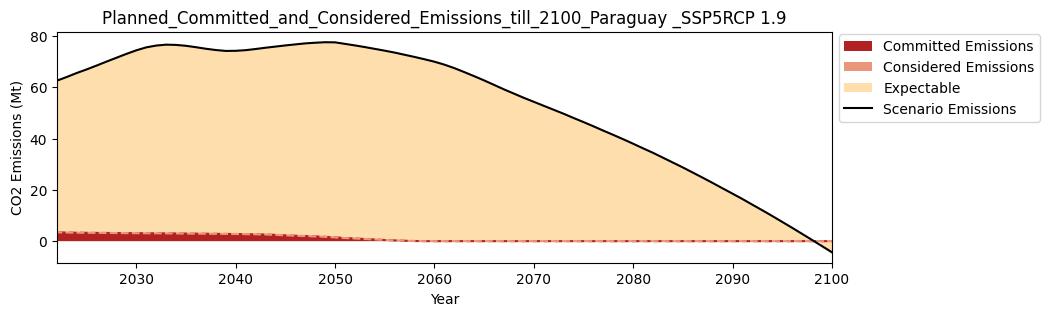 Planned_Committed_and_Considered_Emissions_till_2100_Paraguay _SSP5RCP 1.9
80
60
40
20
0
CO2 Emissions (Mt)
2030 2040 2050 2060 2070 2080 2090 2100
Year
Committed Emissions
Considered Emissions
Expectable
Scenario Emissions